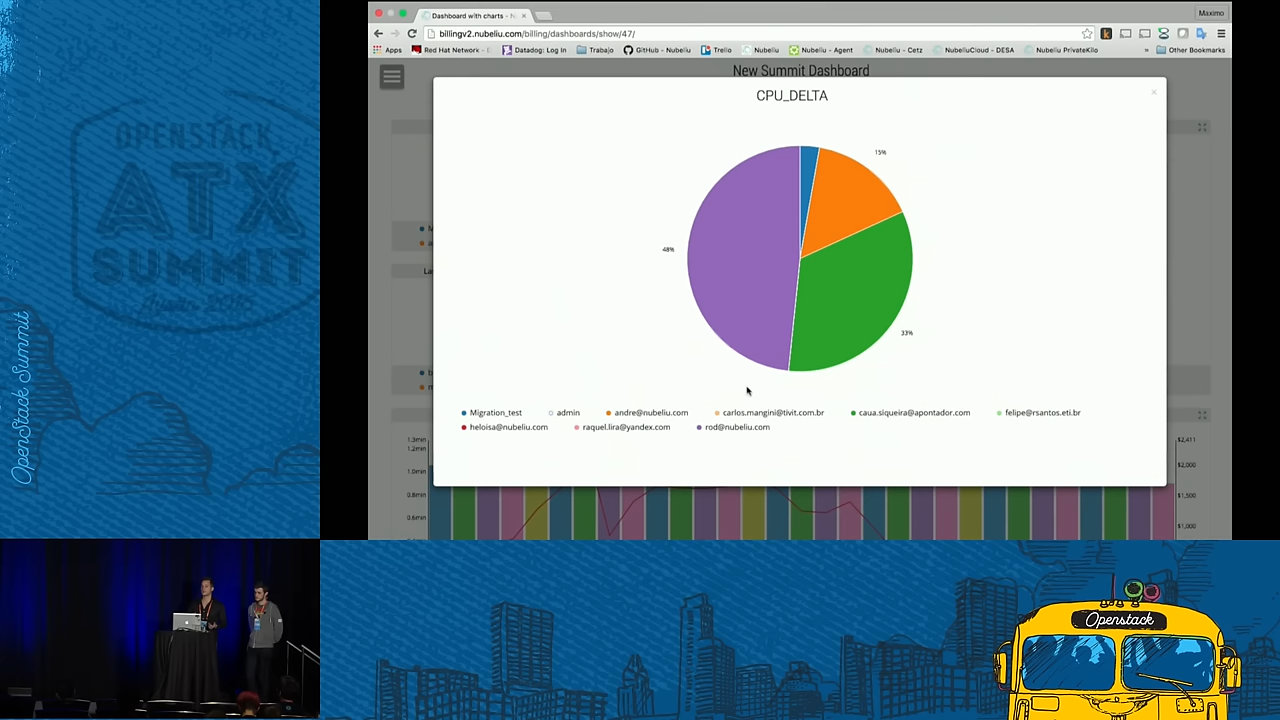 OPENSTACK
ATX
SUMMIT
Austin
OpenStack Summit
Dashboard with charts - N
Maximo
billingv2.nubeliu.com/billing/dashboards/show/47/
Apps Red Hat Network - E Datadog: Log In Trabajo GitHub - Nubeliu Trello Nubeliu Nubeliu - Agent Nubeliu - Cetz NubeliuCloud - DESA Nubeliu PrivateKilo » Other Bookmarks
New Summit Dashboard
CPU_DELTA
×
15%
48%
33%
M
a
La
Migration_test admin andre@nubeliu.com carlos.mangini@tivit.com.br caua.siqueira@apontador.com felipe@rsantos.eti.br
heloisa@nubeliu.com raquel.lira@yandex.com rod@nubeliu.com
1.3min $2,411
1.2min
1.0min $2,000
0.8min $1,500
0.6min $1,000
Openstack